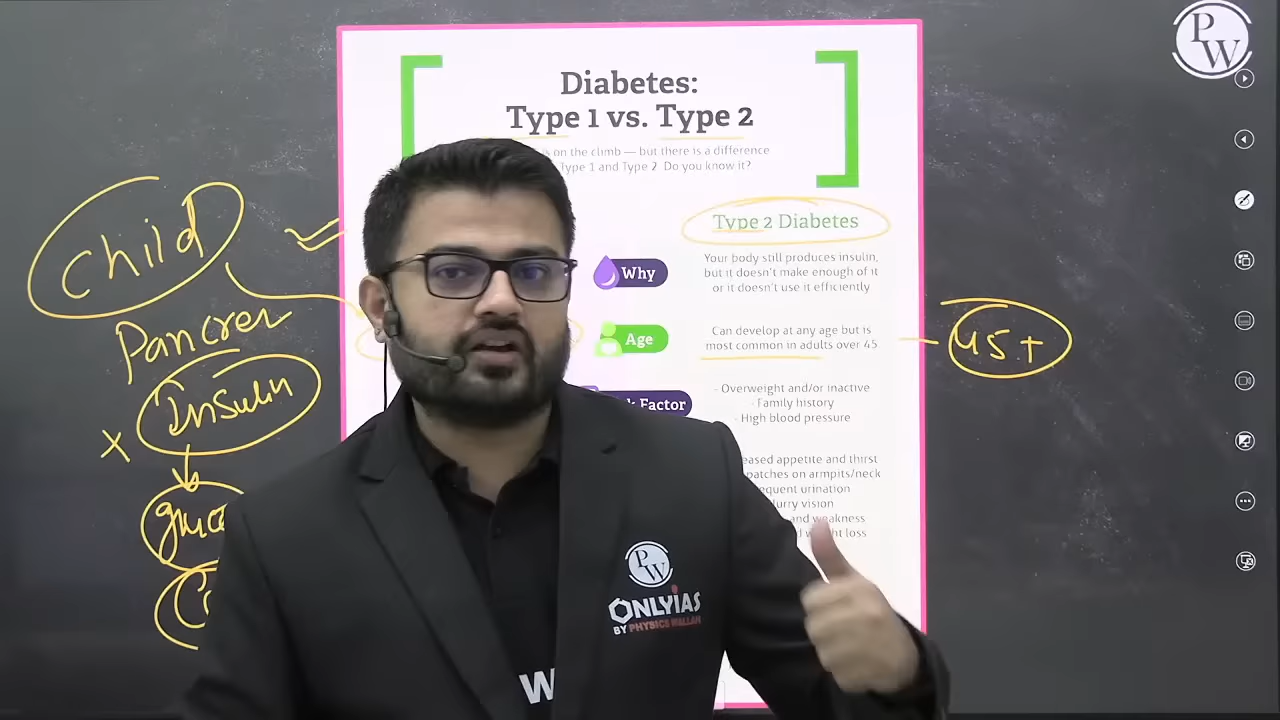 Diabetes:
Type 1 vs. Type 2
on the climb — but there is a difference
Type 1 and Type 2 Do you know it?
Type 2 Diabetes
Why
Your body still produces insulin,
but it doesn't make enough of it
or it doesn't use it efficiently
Age
Can develop at any age but is
most common in adults over 45
Factor
- Overweight and/or inactive
- Family history
- High blood pressure
appetite and thirst
patches on armpits/neck
urination
vision
and weakness
loss
child
Pancrea
Insulin
X
45+
PW
PW
ONLYIAS
BY PHYSICS WALLAH
W